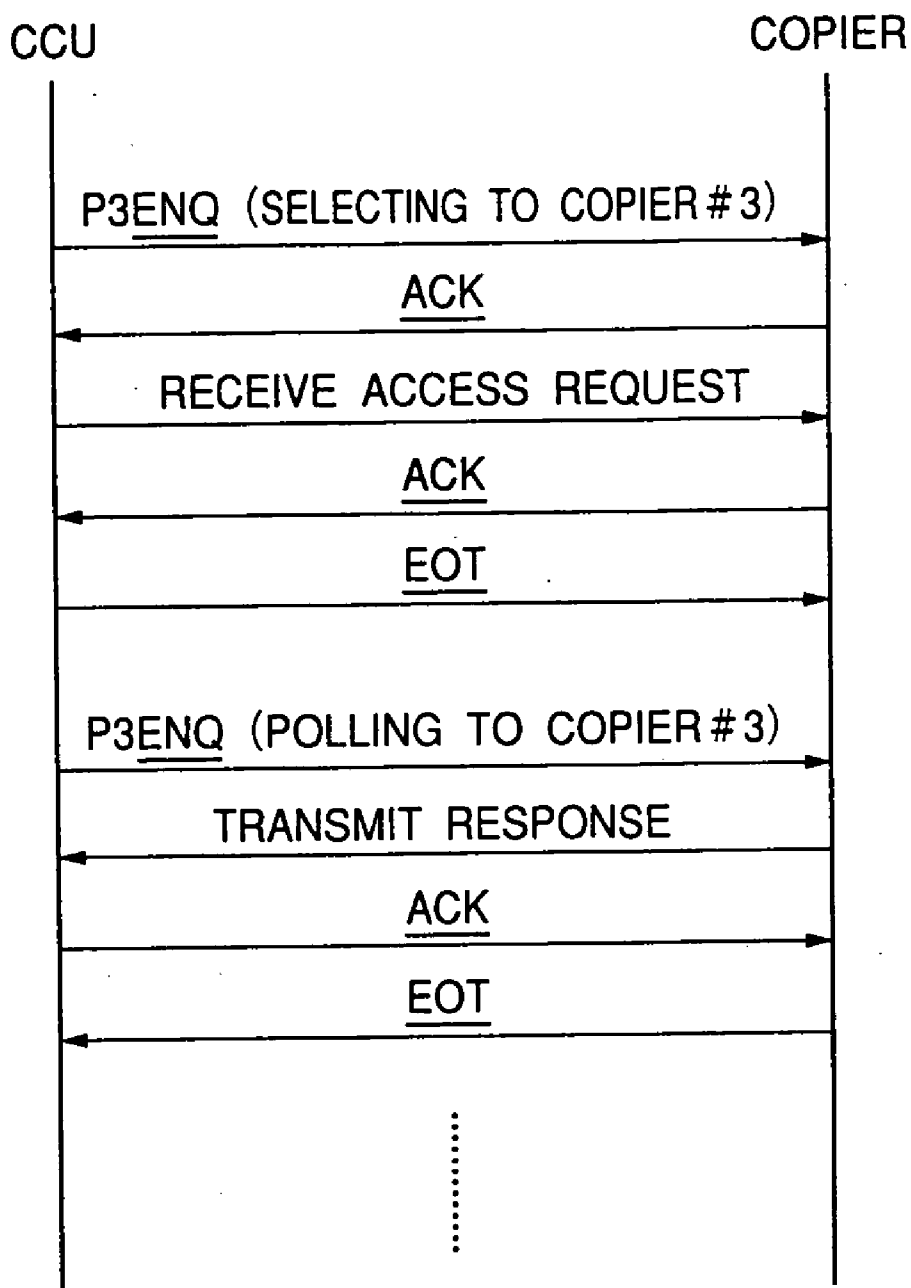 CCU COPIER
P3ENQ (SELECTING TO COPIER#3)
ACK
RECEIVE ACCESS REQUEST
ACK
EOT
P3ENQ (POLLING TO COPIER#3)
TRANSMIT RESPONSE
ACK
EOT